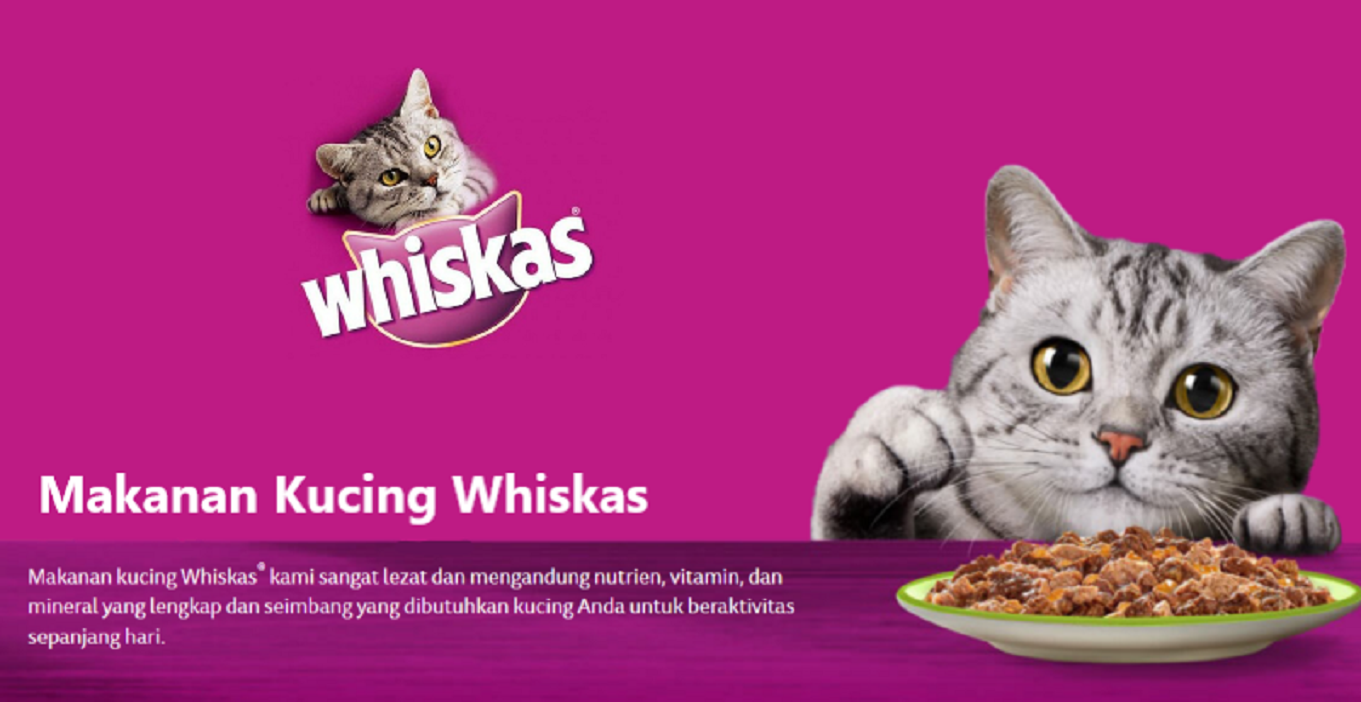 whiskas®
Makanan Kucing Whiskas
Makanan kucing Whiskas® kami sangat lezat dan mengandung nutrien, vitamin, dan
mineral yang lengkap dan seimbang yang dibutuhkan kucing Anda untuk beraktivitas
sepanjang hari.